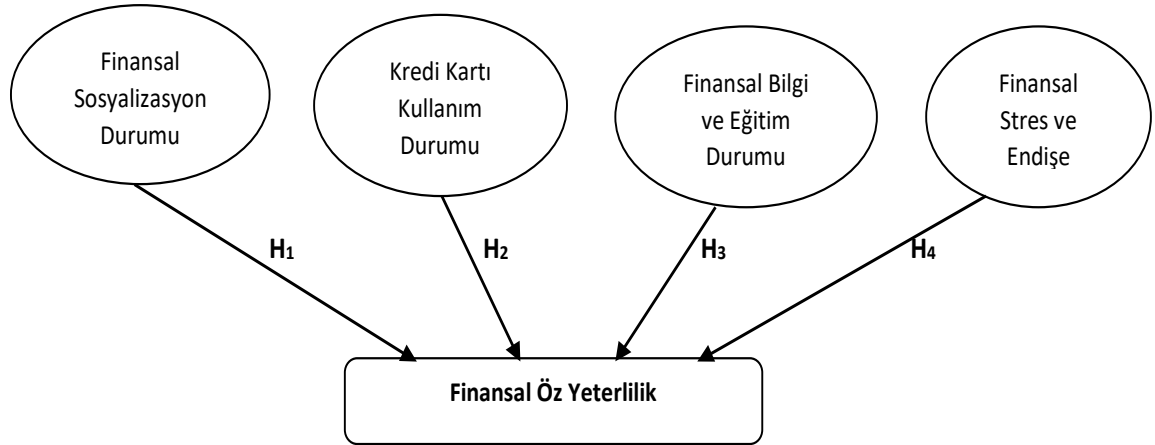 Finansal
Sosyalizasyon
Durumu
Kredi Kartı
Kullanım
Durumu
Finansal Bilgi
ve Eğitim
Durumu
Finansal
Stres ve
Endişe
H1
H2
H3
H4
Finansal Öz Yeterlilik